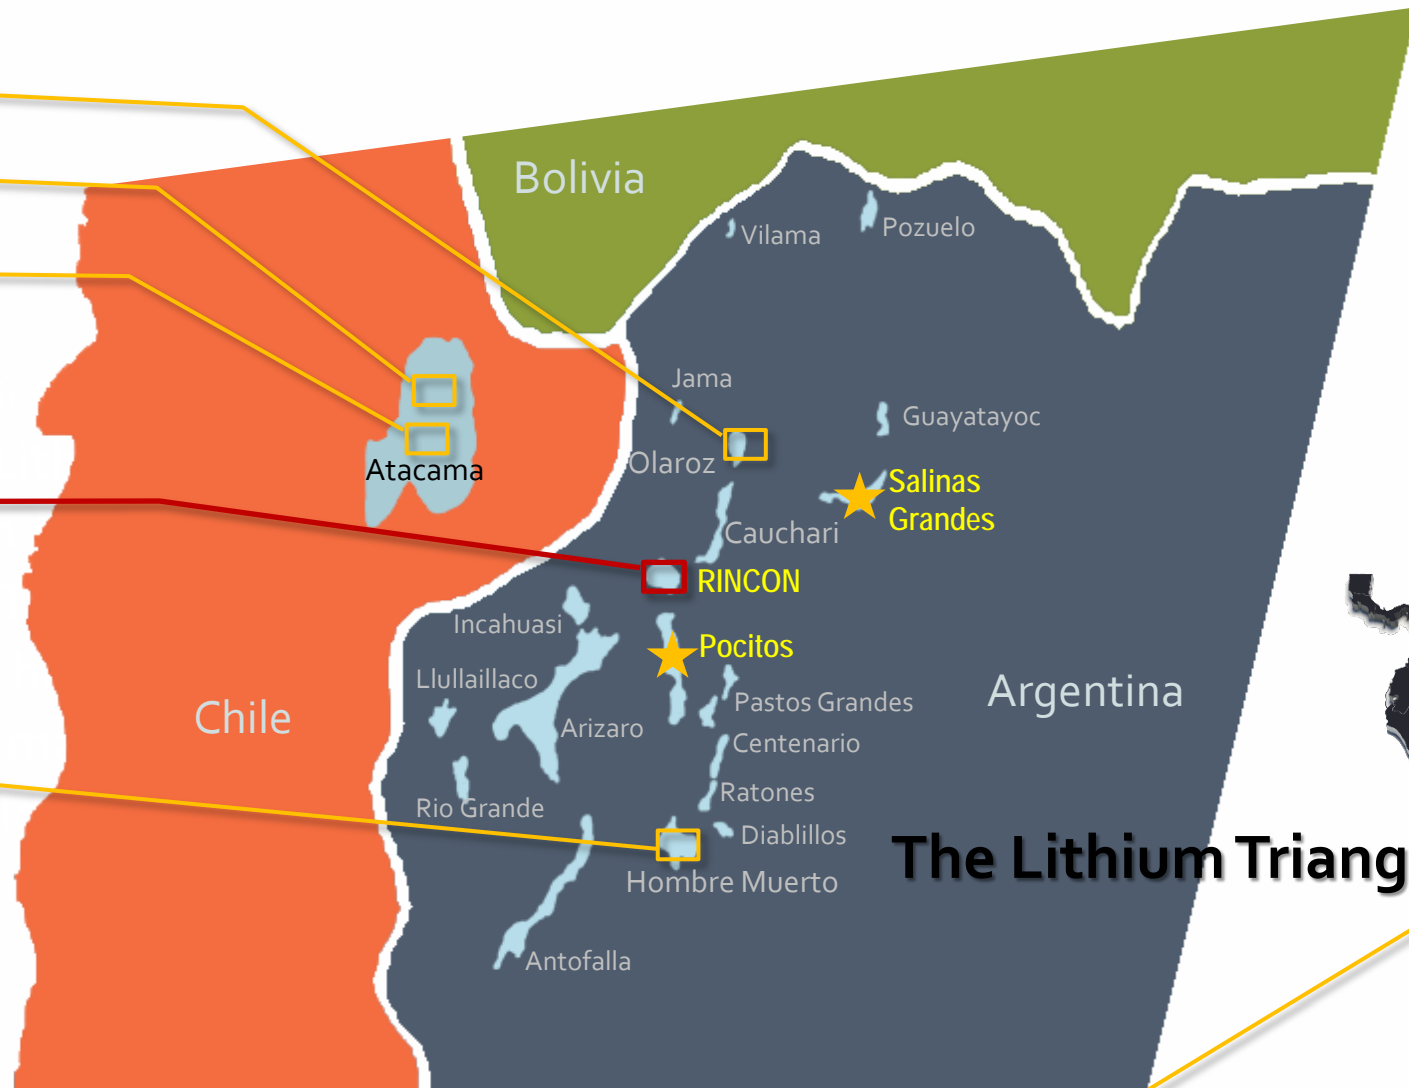 Bolivia
Vilama
Pozuelo
Jama
Guayatayoc
Olaroz
Salinas
Grandes
Atacama
Cauchari
RINCON
Incahuasi
Pocitos
Llullaillaco
Pastos Grandes
Argentina
Chile
Arizaro
Centenario
Ratones
Rio Grande
Diablillos
The Lithium Triang
Hombre Muerto
Antofalla